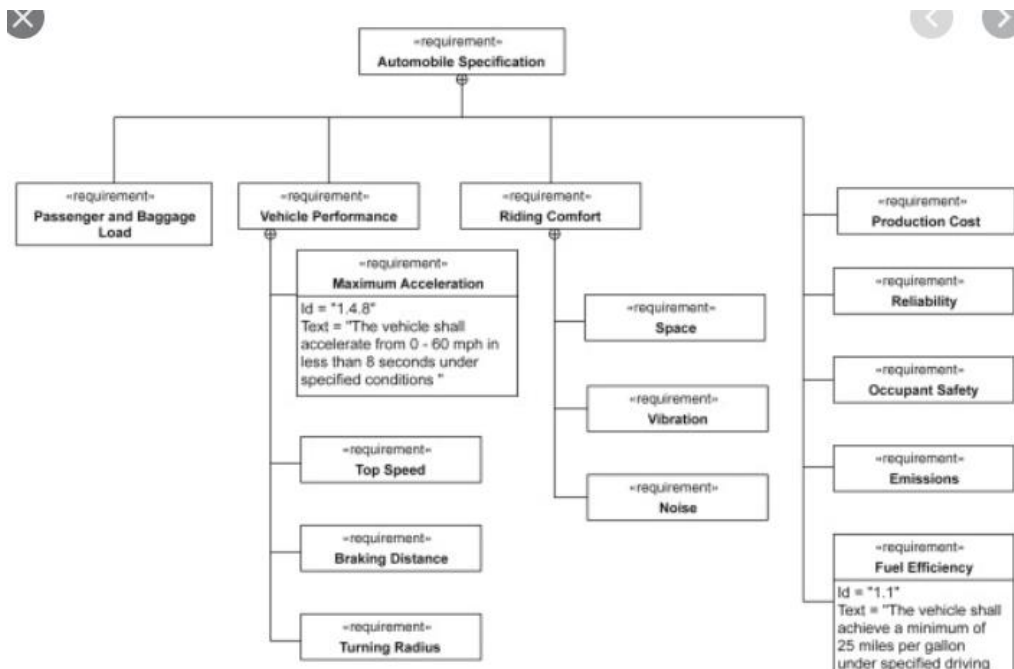 «requirement»
Automobile Specification
«requirement»
Passenger and Baggage
Load
«requirement»
Vehicle Performance
«requirement»
Maximum Acceleration
Id = "1.4.8"
Text = "The vehicle shall
accelerate from 0 - 60 mph in
less than 8 seconds under
specified conditions "
«requirement»
Top Speed
«requirement»
Braking Distance
«requirement»
Turning Radius
«requirement»
Riding Comfort
«requirement»
Space
«requirement»
Vibration
«requirement»
Noise
«requirement»
Production Cost
«requirement»
Reliability
«requirement»
Occupant Safety
«requirement»
Emissions
«requirement»
Fuel Efficiency
Id = "1.1"
Text = "The vehicle shall
achieve a minimum of
25 miles per gallon
under specified driving